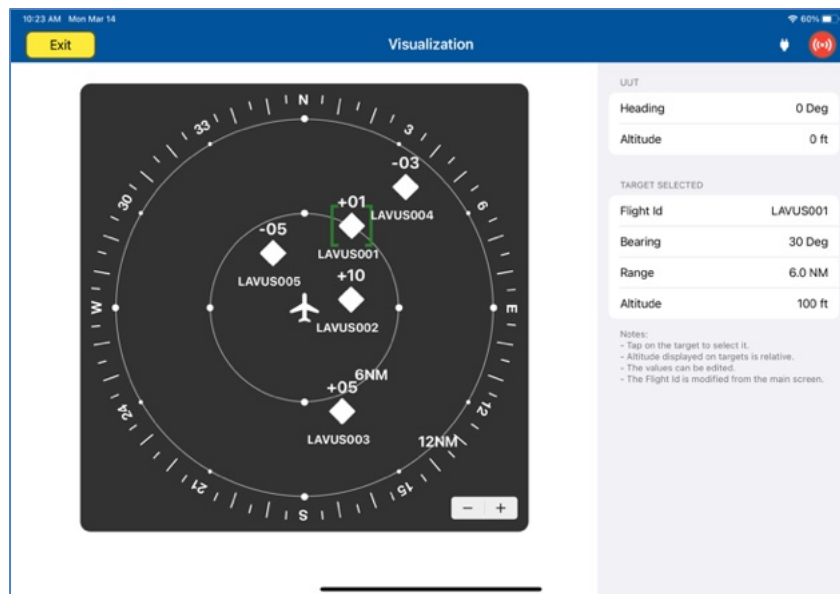 10:23 AM Mon Mar 14
60%
Exit
Visualization
N
33
3
-03
30
+01
6
LAVUS004
-05
LAVUS001
LAVUS005
+10
W
E
LAVUS002
6NM
+05
24
12
LAVUS003
12NM
21
15
S
− +
UUT
Heading 0 Deg
Altitude 0 ft
TARGET SELECTED
Flight Id LAVUS001
Bearing 30 Deg
Range 6.0 NM
Altitude 100 ft
Notes:
- Tap on the target to select it.
- Altitude displayed on targets is relative.
- The values can be edited.
- The Flight Id is modified from the main screen.